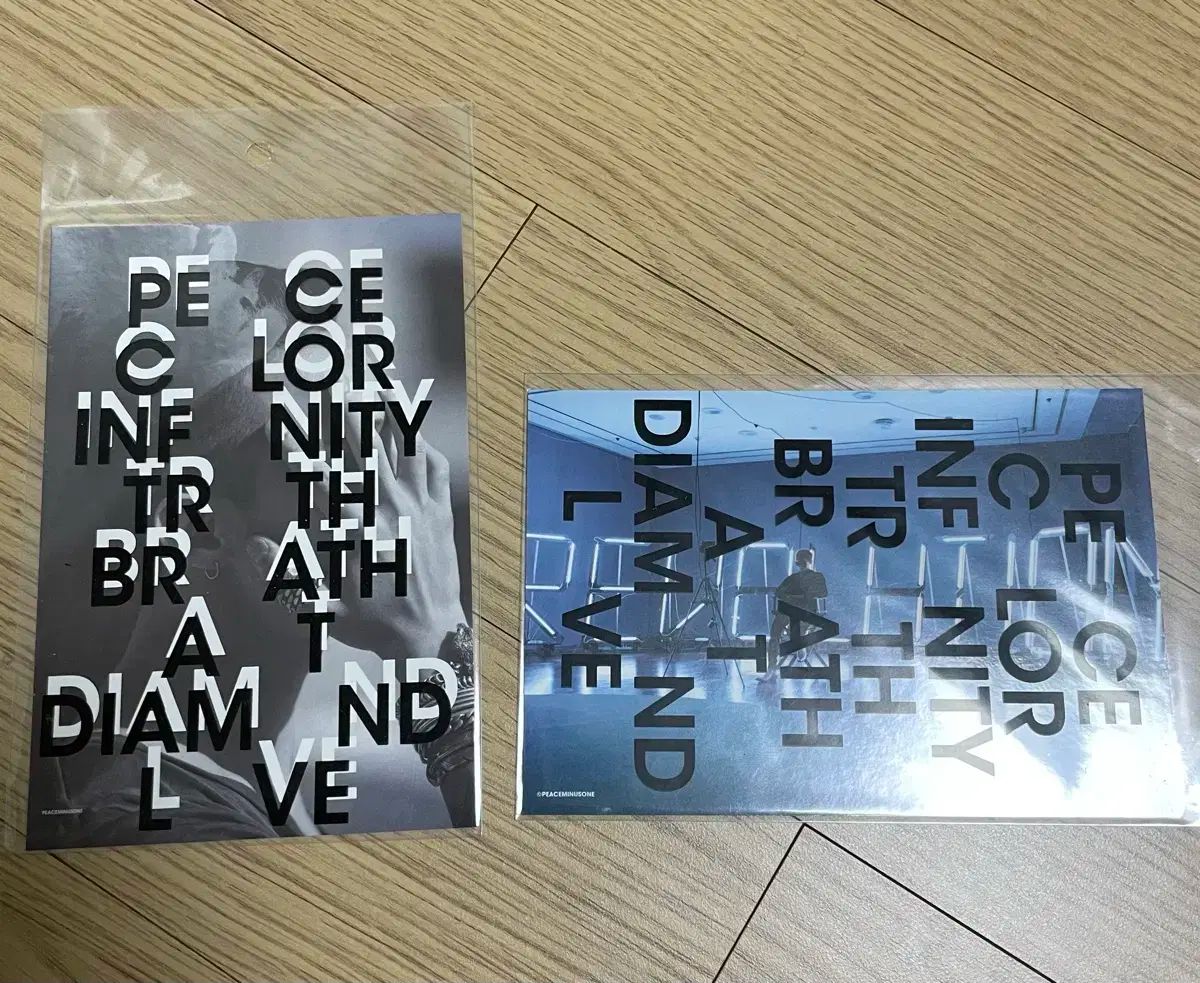 PE CE
C LOR
INF NITY
TR TH
BR ATH
A T
DIAM ND
L VE
PEACEMINUSONE
PE CE
C LOR
INF NITY
TR TH
BR ATH
A T
DIAM ND
L VE
©PEACEMINUSONE